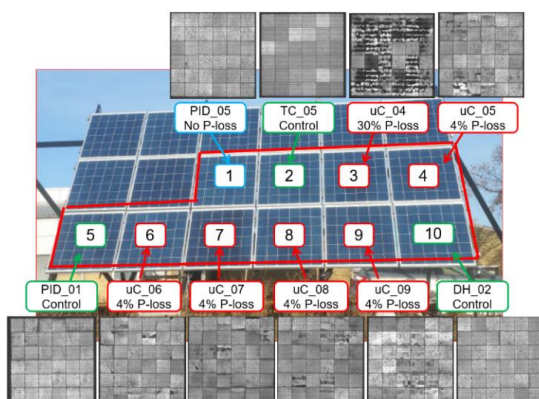 PID_05
No P-loss
TC_05
Control
uC_04
30% P-loss
uC_05
4% P-loss
1
2
3
4
5
6
7
8
9
10
PID_01
Control
uC_06
4% P-loss
uC_07
4% P-loss
uC_08
4% P-loss
uC_09
4% P-loss
DH_02
Control